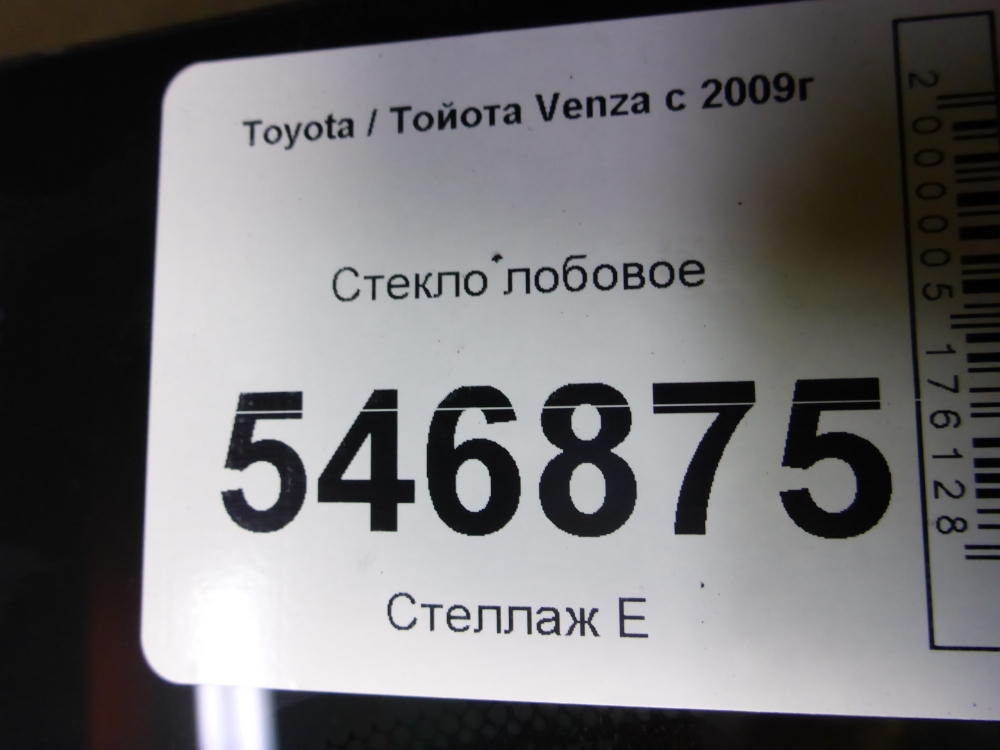 Toyota / Тойота Venza с 2009г
Стекло лобовое
546875
Стеллаж Е
2000005176128